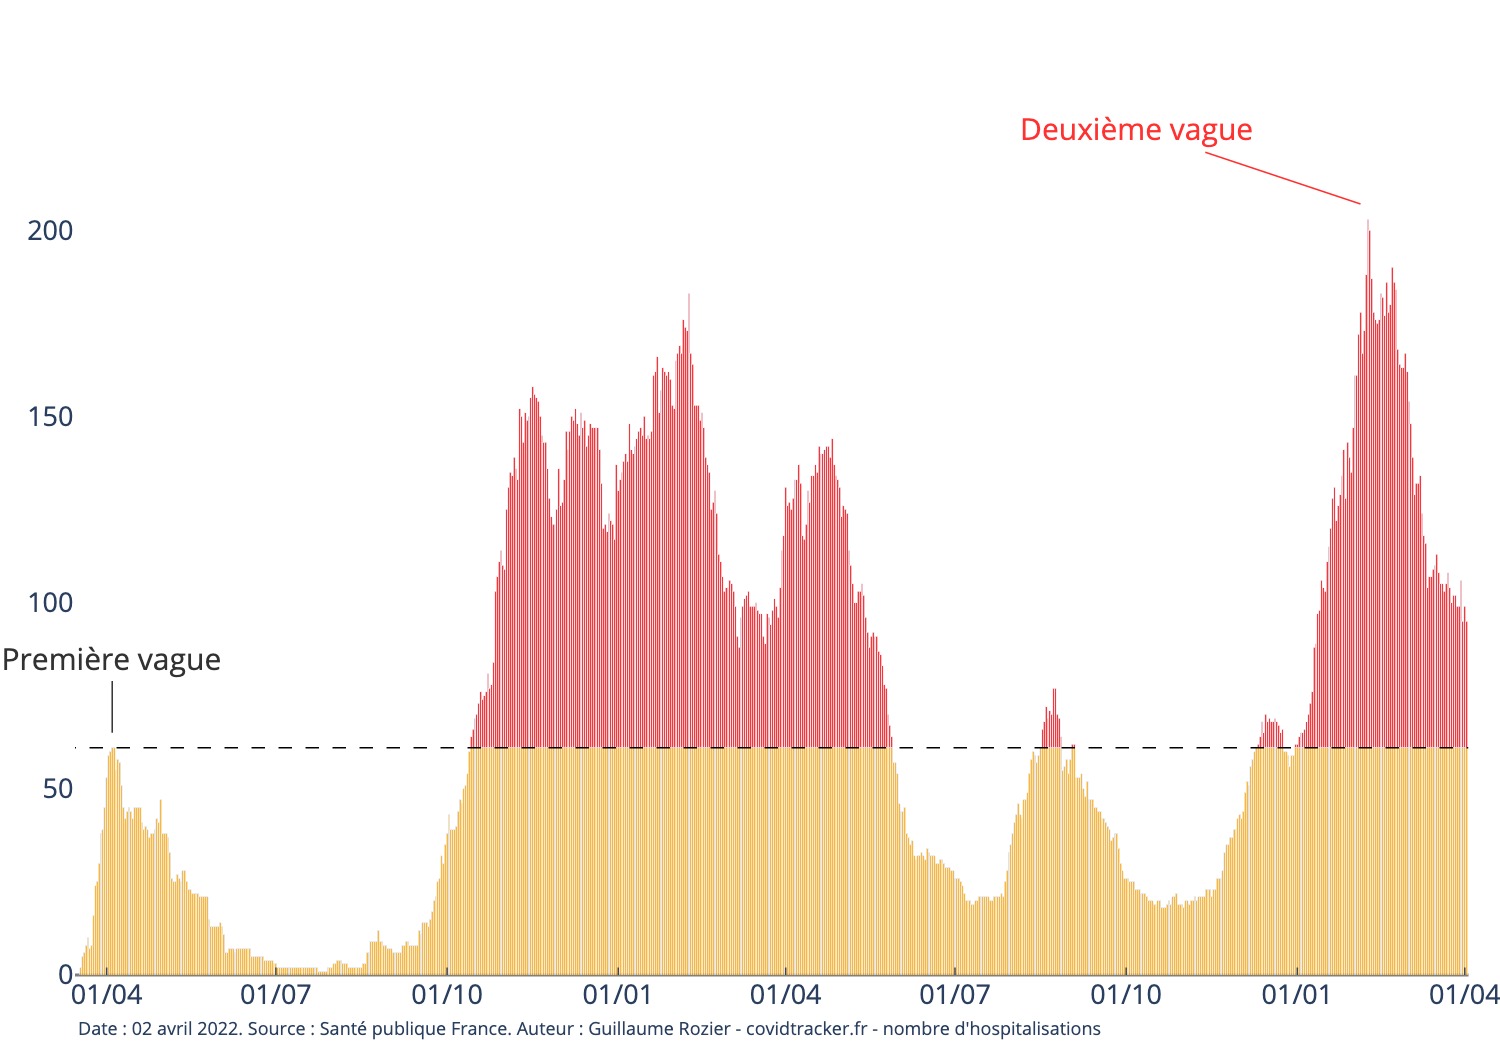 Deuxième vague
200
150
100
Première vague
50
0
01/04 01/07 01/10 01/01 01/04 01/07 01/10 01/01 01/04
Date : 02 avril 2022. Source : Santé publique France. Auteur : Guillaume Rozier - covidtracker.fr - nombre d'hospitalisations